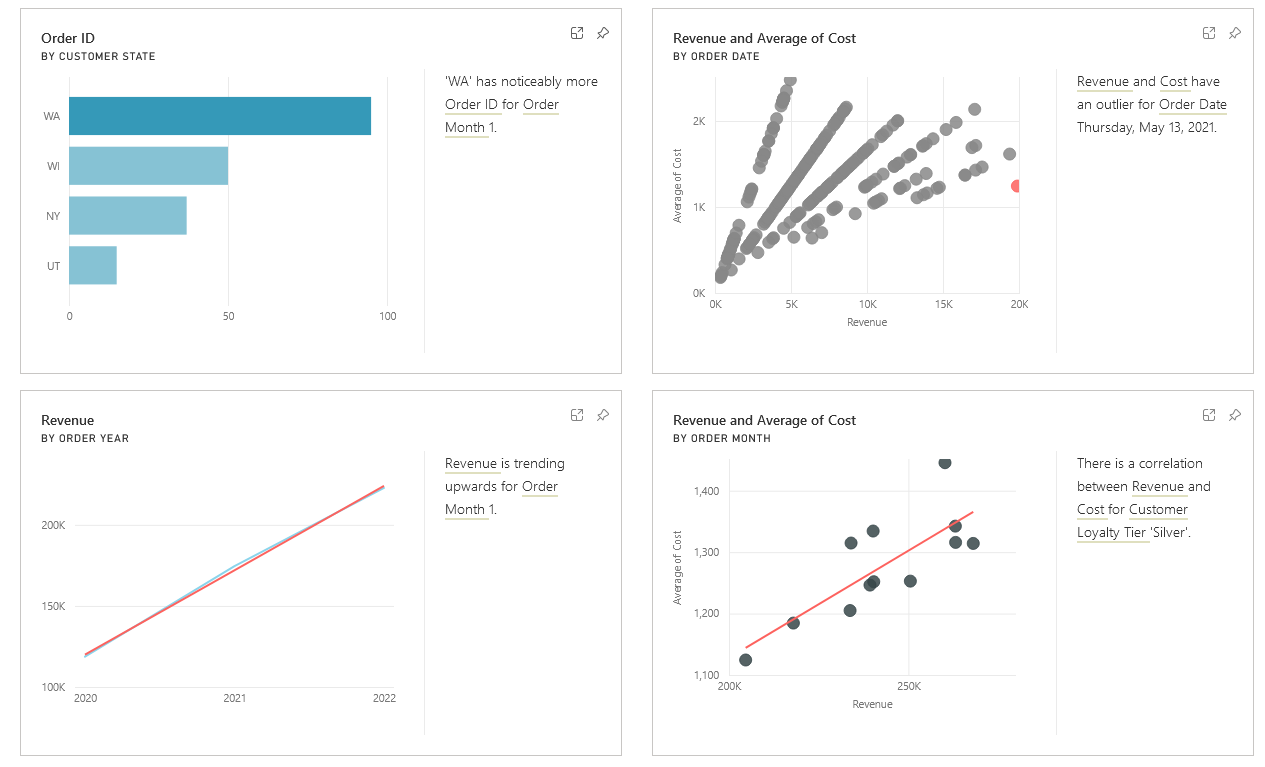 Order ID
BY CUSTOMER STATE
WA
WI
NY
UT
0
50
100
'WA' has noticeably more
Order ID for Order
Month 1.
Revenue and Average of Cost
BY ORDER DATE
Average of Cost
2K
1K
0K
0K
5K
10K
15K
20K
Revenue
Revenue and Cost have
an outlier for Order Date
Thursday, May 13, 2021.
Revenue
BY ORDER YEAR
200K
150K
100K
2020
2021
2022
Revenue is trending
upwards for Order
Month 1.
Revenue and Average of Cost
BY ORDER MONTH
Average of Cost
1,400
1,300
1,200
1,100
200K
250K
Revenue
There is a correlation
between Revenue and
Cost for Customer
Loyalty Tier 'Silver'.